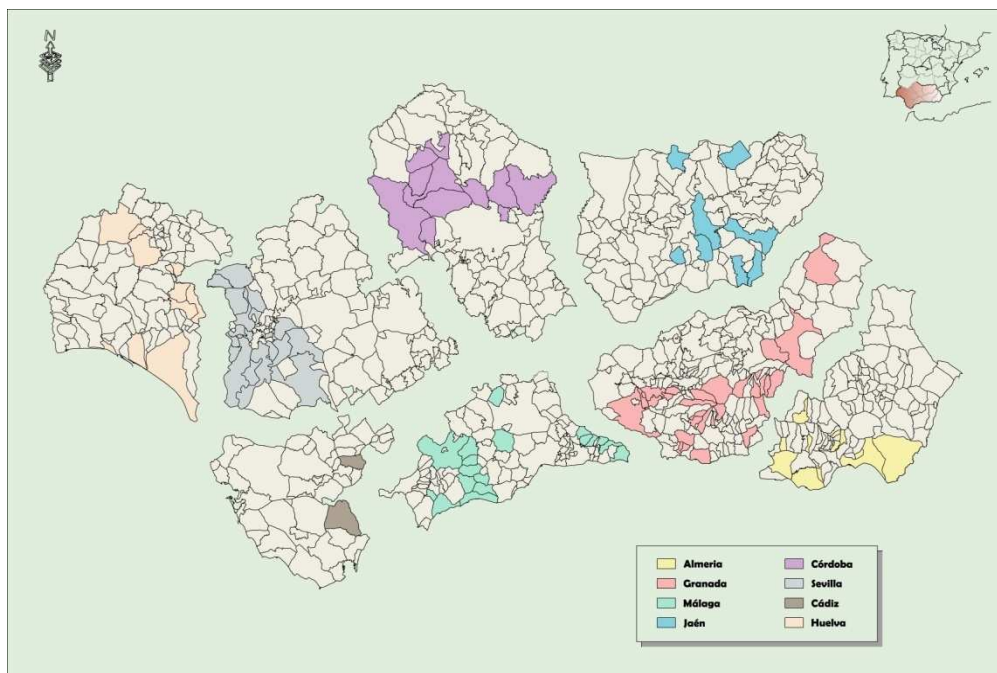 N
Almeria
Granada
Málaga
Jaén
Córdoba
Sevilla
Cádiz
Huelva